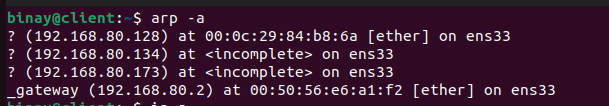 binay@client:~$ arp -a
? (192.168.80.128) at 00:0c:29:84:b8:6a [ether] on ens33
? (192.168.80.134) at <incomplete> on ens33
? (192.168.80.173) at <incomplete> on ens33
_gateway (192.168.80.2) at 00:50:56:e6:a1:f2 [ether] on ens33